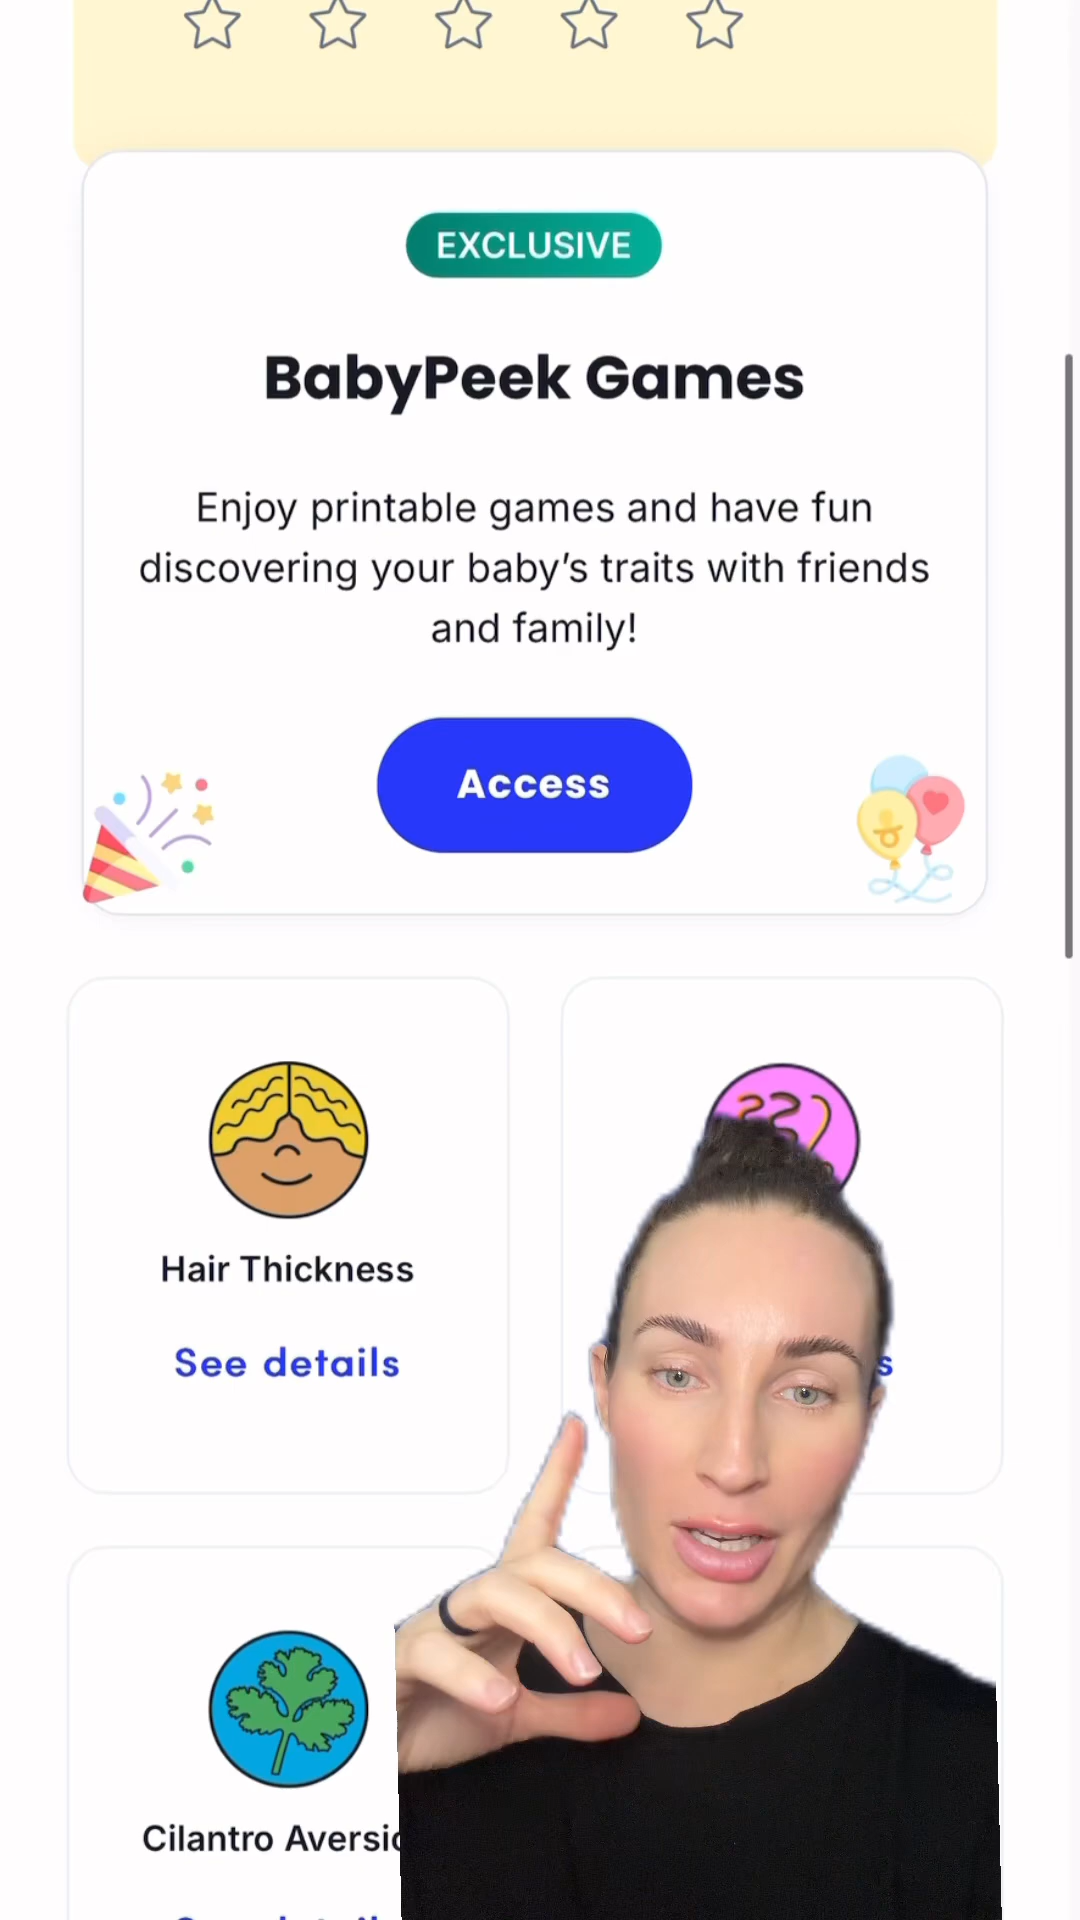 EXCLUSIVE
BabyPeek Games
Enjoy printable games and have fun
discovering your baby’s traits with friends
and family!
Access
Hair Thickness
See details
Cilantro